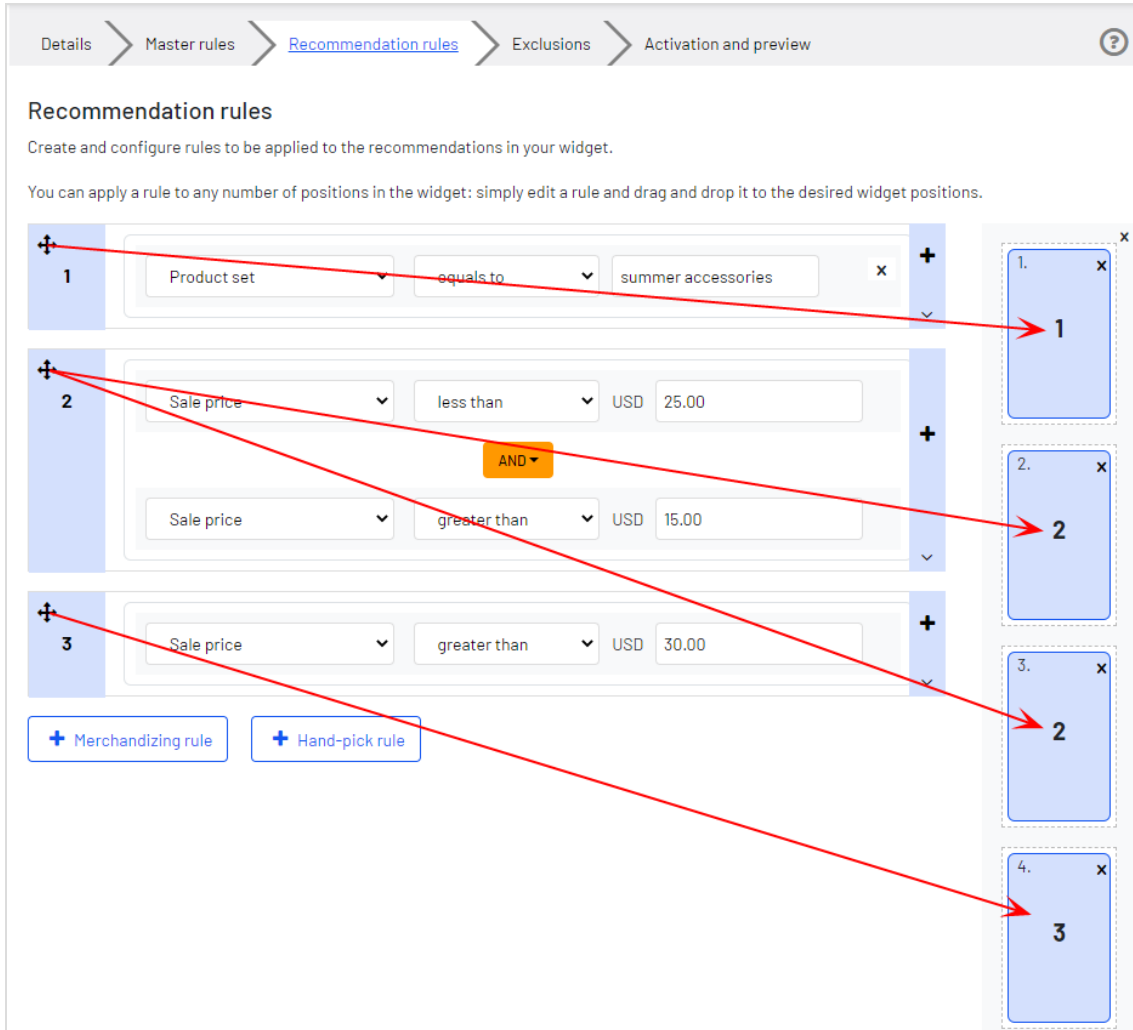 Details Master rules Recommendation rules Exclusions Activation and preview ?
Recommendation rules
Create and configure rules to be applied to the recommendations in your widget.
You can apply a rule to any number of positions in the widget: simply edit a rule and drag and drop it to the desired widget positions.
1
Product set equals to summer accessories x
2
Sale price less than USD 25.00
AND
Sale price greater than USD 15.00
3
Sale price greater than USD 30.00
+ Merchandizing rule + Hand-pick rule
x
1. x
1
2. x
2
3. x
2
4. x
3